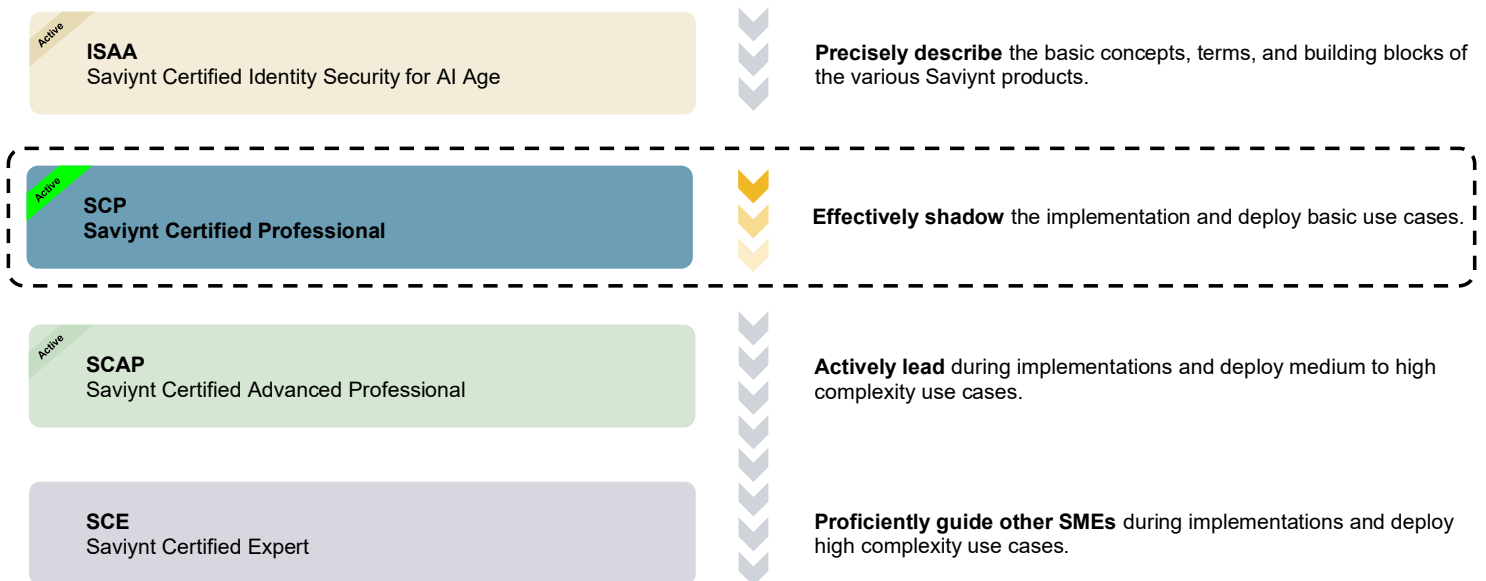 Active
ISAA
Saviynt Certified Identity Security for AI Age
Precisely describe the basic concepts, terms, and building blocks of
the various Saviynt products.
Active
SCP
Saviynt Certified Professional
Effectively shadow the implementation and deploy basic use cases.
Active
SCAP
Saviynt Certified Advanced Professional
Actively lead during implementations and deploy medium to high
complexity use cases.
SCE
Saviynt Certified Expert
Proficiently guide other SMEs during implementations and deploy
high complexity use cases.